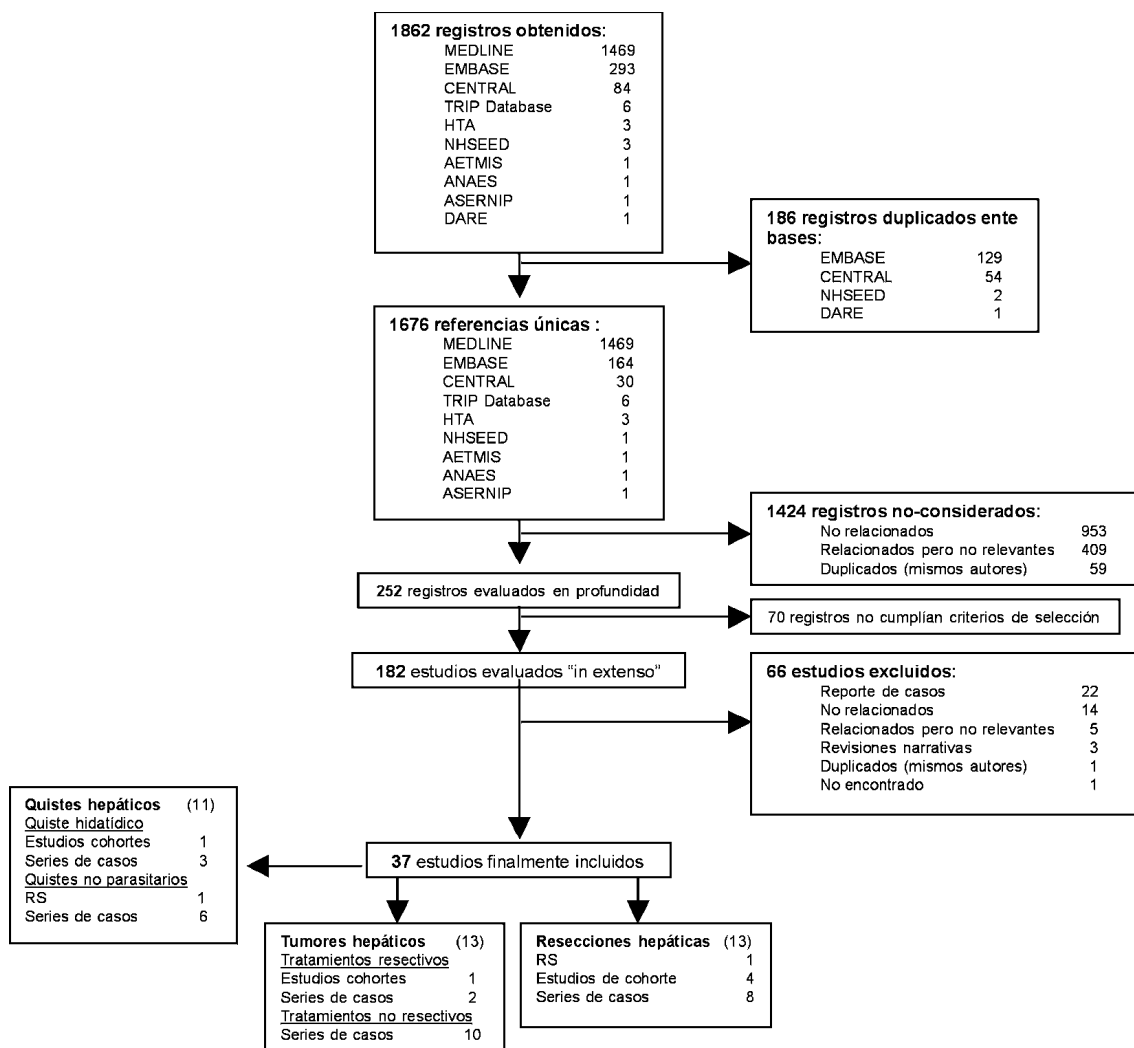 1862 registros obtenidos:
MEDLINE 1469
EMBASE 293
CENTRAL 84
TRIP Database 6
HTA 3
NHSEED 3
AETMIS 1
ANAES 1
ASERNIP 1
DARE 1
186 registros duplicados ente
bases:
EMBASE 129
CENTRAL 54
NHSEED 2
DARE 1
1676 referencias únicas :
MEDLINE 1469
EMBASE 164
CENTRAL 30
TRIP Database 6
HTA 3
NHSEED 1
AETMIS 1
ANAES 1
ASERNIP 1
1424 registros no-considerados:
No relacionados 953
Relacionados pero no relevantes 409
Duplicados (mismos autores) 59
252 registros evaluados en profundidad
70 registros no cumplían criterios de selección
182 estudios evaluados “in extenso”
66 estudios excluidos:
Reporte de casos 22
No relacionados 14
Relacionados pero no relevantes 5
Revisiones narrativas 3
Duplicados (mismos autores) 1
No encontrado 1
37 estudios finalmente incluidos
Quistes hepáticos (11)
Quiste hidatídico
Estudios cohortes 1
Series de casos 3
Quistes no parasitarios
RS 1
Series de casos 6
Tumores hepáticos (13)
Tratamientos resectivos
Estudios cohortes 1
Series de casos 2
Tratamientos no resectivos
Series de casos 10
Resecciones hepáticas (13)
RS 1
Estudios de cohorte 4
Series de casos 8